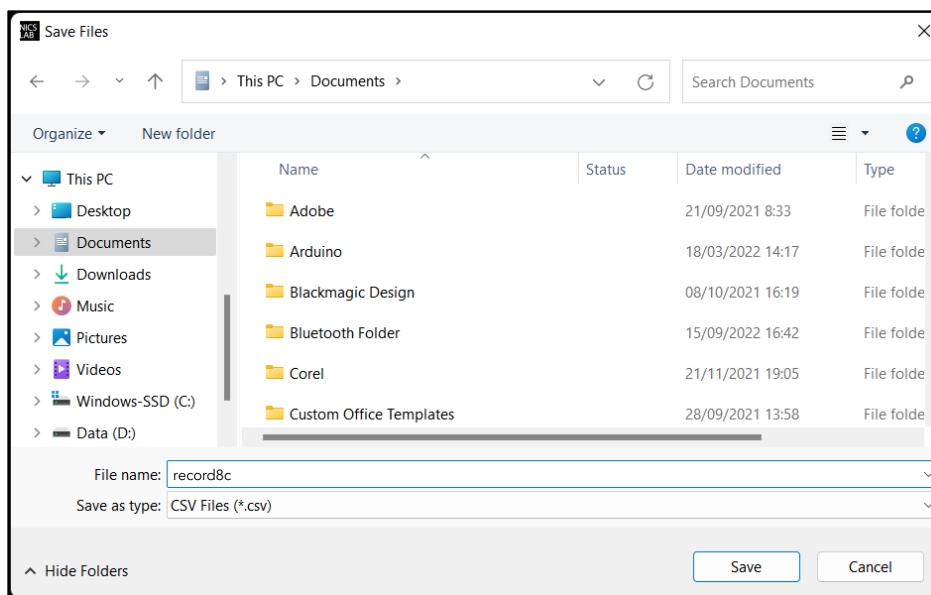 NICS LAB Save Files
This PC > Documents >
Search Documents
Organize New folder
Name Status Date modified Type
This PC
Desktop
Documents
Downloads
Music
Pictures
Videos
Windows-SSD (C:)
Data (D:)
Adobe 21/09/2021 8:33 File folde
Arduino 18/03/2022 14:17 File folde
Blackmagic Design 08/10/2021 16:19 File folde
Bluetooth Folder 15/09/2022 16:42 File folde
Corel 21/11/2021 19:05 File folde
Custom Office Templates 28/09/2021 13:58 File folde
File name: record8c
Save as type: CSV Files (*.csv)
Hide Folders
Save Cancel